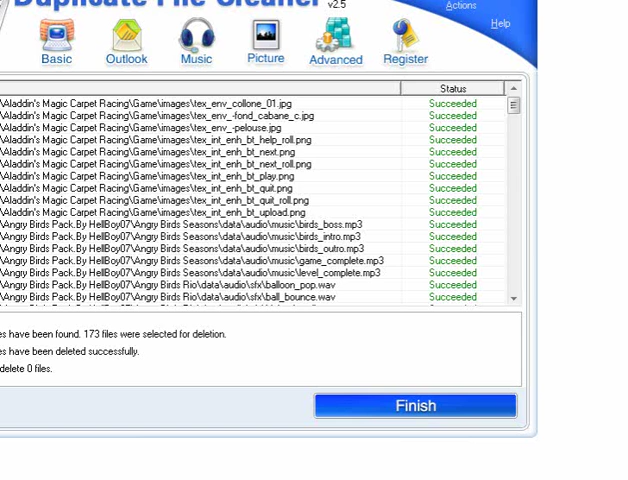 Duplicate File Cleaner v2.5
Actions
Help
Basic
Outlook
Music
Picture
Advanced
Register
Status
\Aladdin's Magic Carpet Racing\Game\images\tex_env_collone_01.jpg Succeeded
\Aladdin's Magic Carpet Racing\Game\images\tex_env_-fond_cabane_c.jpg Succeeded
\Aladdin's Magic Carpet Racing\Game\images\tex_env_-pelouse.jpg Succeeded
\Aladdin's Magic Carpet Racing\Game\images\tex_int_enh_bt_help_roll.png Succeeded
\Aladdin's Magic Carpet Racing\Game\images\tex_int_enh_bt_next.png Succeeded
\Aladdin's Magic Carpet Racing\Game\images\tex_int_enh_bt_next_roll.png Succeeded
\Aladdin's Magic Carpet Racing\Game\images\tex_int_enh_bt_play.png Succeeded
\Aladdin's Magic Carpet Racing\Game\images\tex_int_enh_bt_quit.png Succeeded
\Aladdin's Magic Carpet Racing\Game\images\tex_int_enh_bt_quit_roll.png Succeeded
\Aladdin's Magic Carpet Racing\Game\images\tex_int_enh_bt_upload.png Succeeded
\Angry Birds Pack.By HellBoy07\Angry Birds Seasons\data\audio\music\birds_boss.mp3 Succeeded
\Angry Birds Pack.By HellBoy07\Angry Birds Seasons\data\audio\music\birds_intro.mp3 Succeeded
\Angry Birds Pack.By HellBoy07\Angry Birds Seasons\data\audio\music\birds_outro.mp3 Succeeded
\Angry Birds Pack.By HellBoy07\Angry Birds Seasons\data\audio\music\game_complete.mp3 Succeeded
\Angry Birds Pack.By HellBoy07\Angry Birds Seasons\data\audio\music\level_complete.mp3 Succeeded
\Angry Birds Pack.By HellBoy07\Angry Birds Rio\data\audio\sfx\balloon_pop.wav Succeeded
\Angry Birds Pack.By HellBoy07\Angry Birds Rio\data\audio\sfx\ball_bounce.wav Succeeded
es have been found. 173 files were selected for deletion.
es have been deleted successfully.
delete 0 files.
Finish